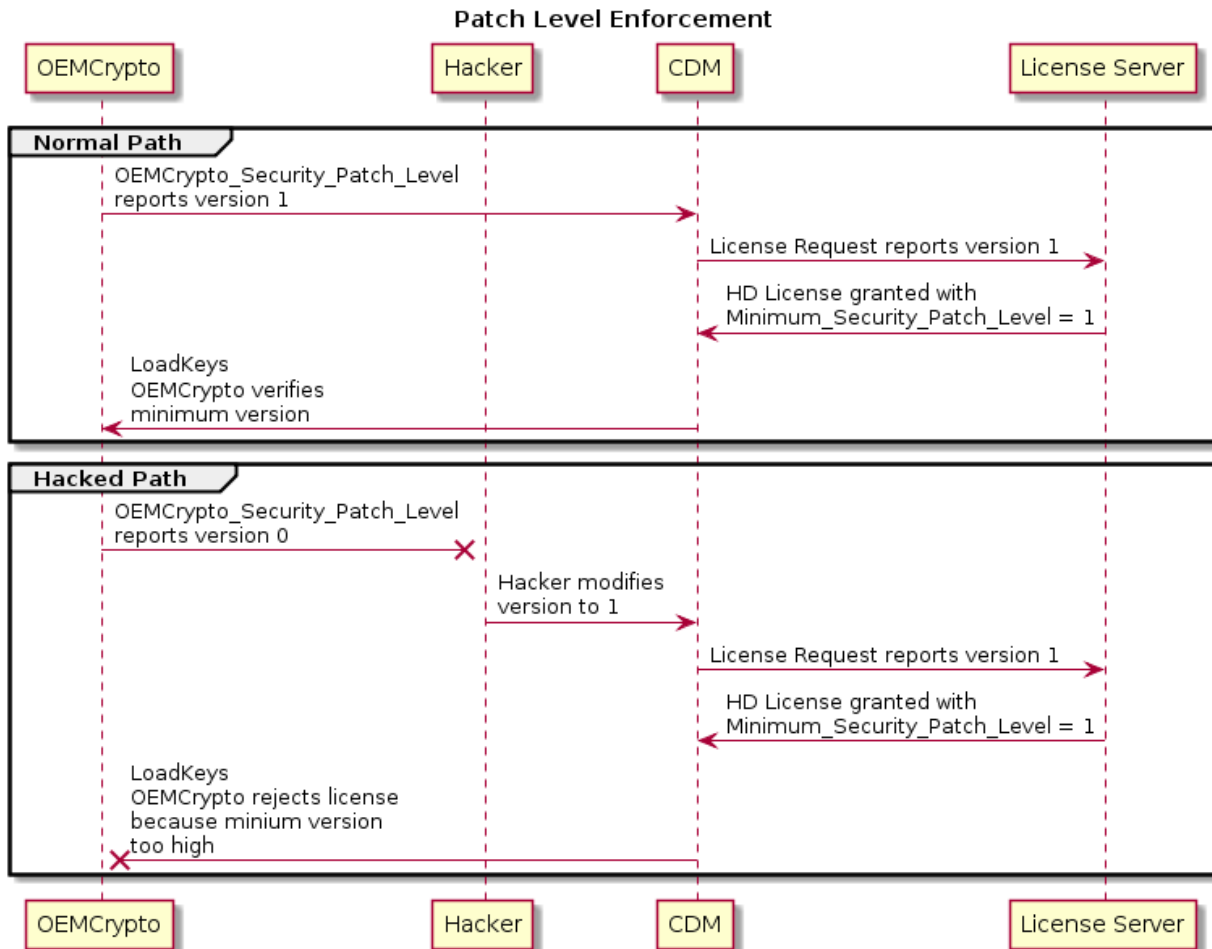 Patch Level Enforcement
OEMCrypto
Hacker
CDM
License Server
Normal Path
OEMCrypto_Security_Patch_Level
reports version 1
License Request reports version 1
HD License granted with
Minimum_Security_Patch_Level = 1
LoadKeys
OEMCrypto verifies
minimum version
Hacked Path
OEMCrypto_Security_Patch_Level
reports version 0
Hacker modifies
version to 1
License Request reports version 1
HD License granted with
Minimum_Security_Patch_Level = 1
LoadKeys
OEMCrypto rejects license
because minium version
too high
OEMCrypto
Hacker
CDM
License Server